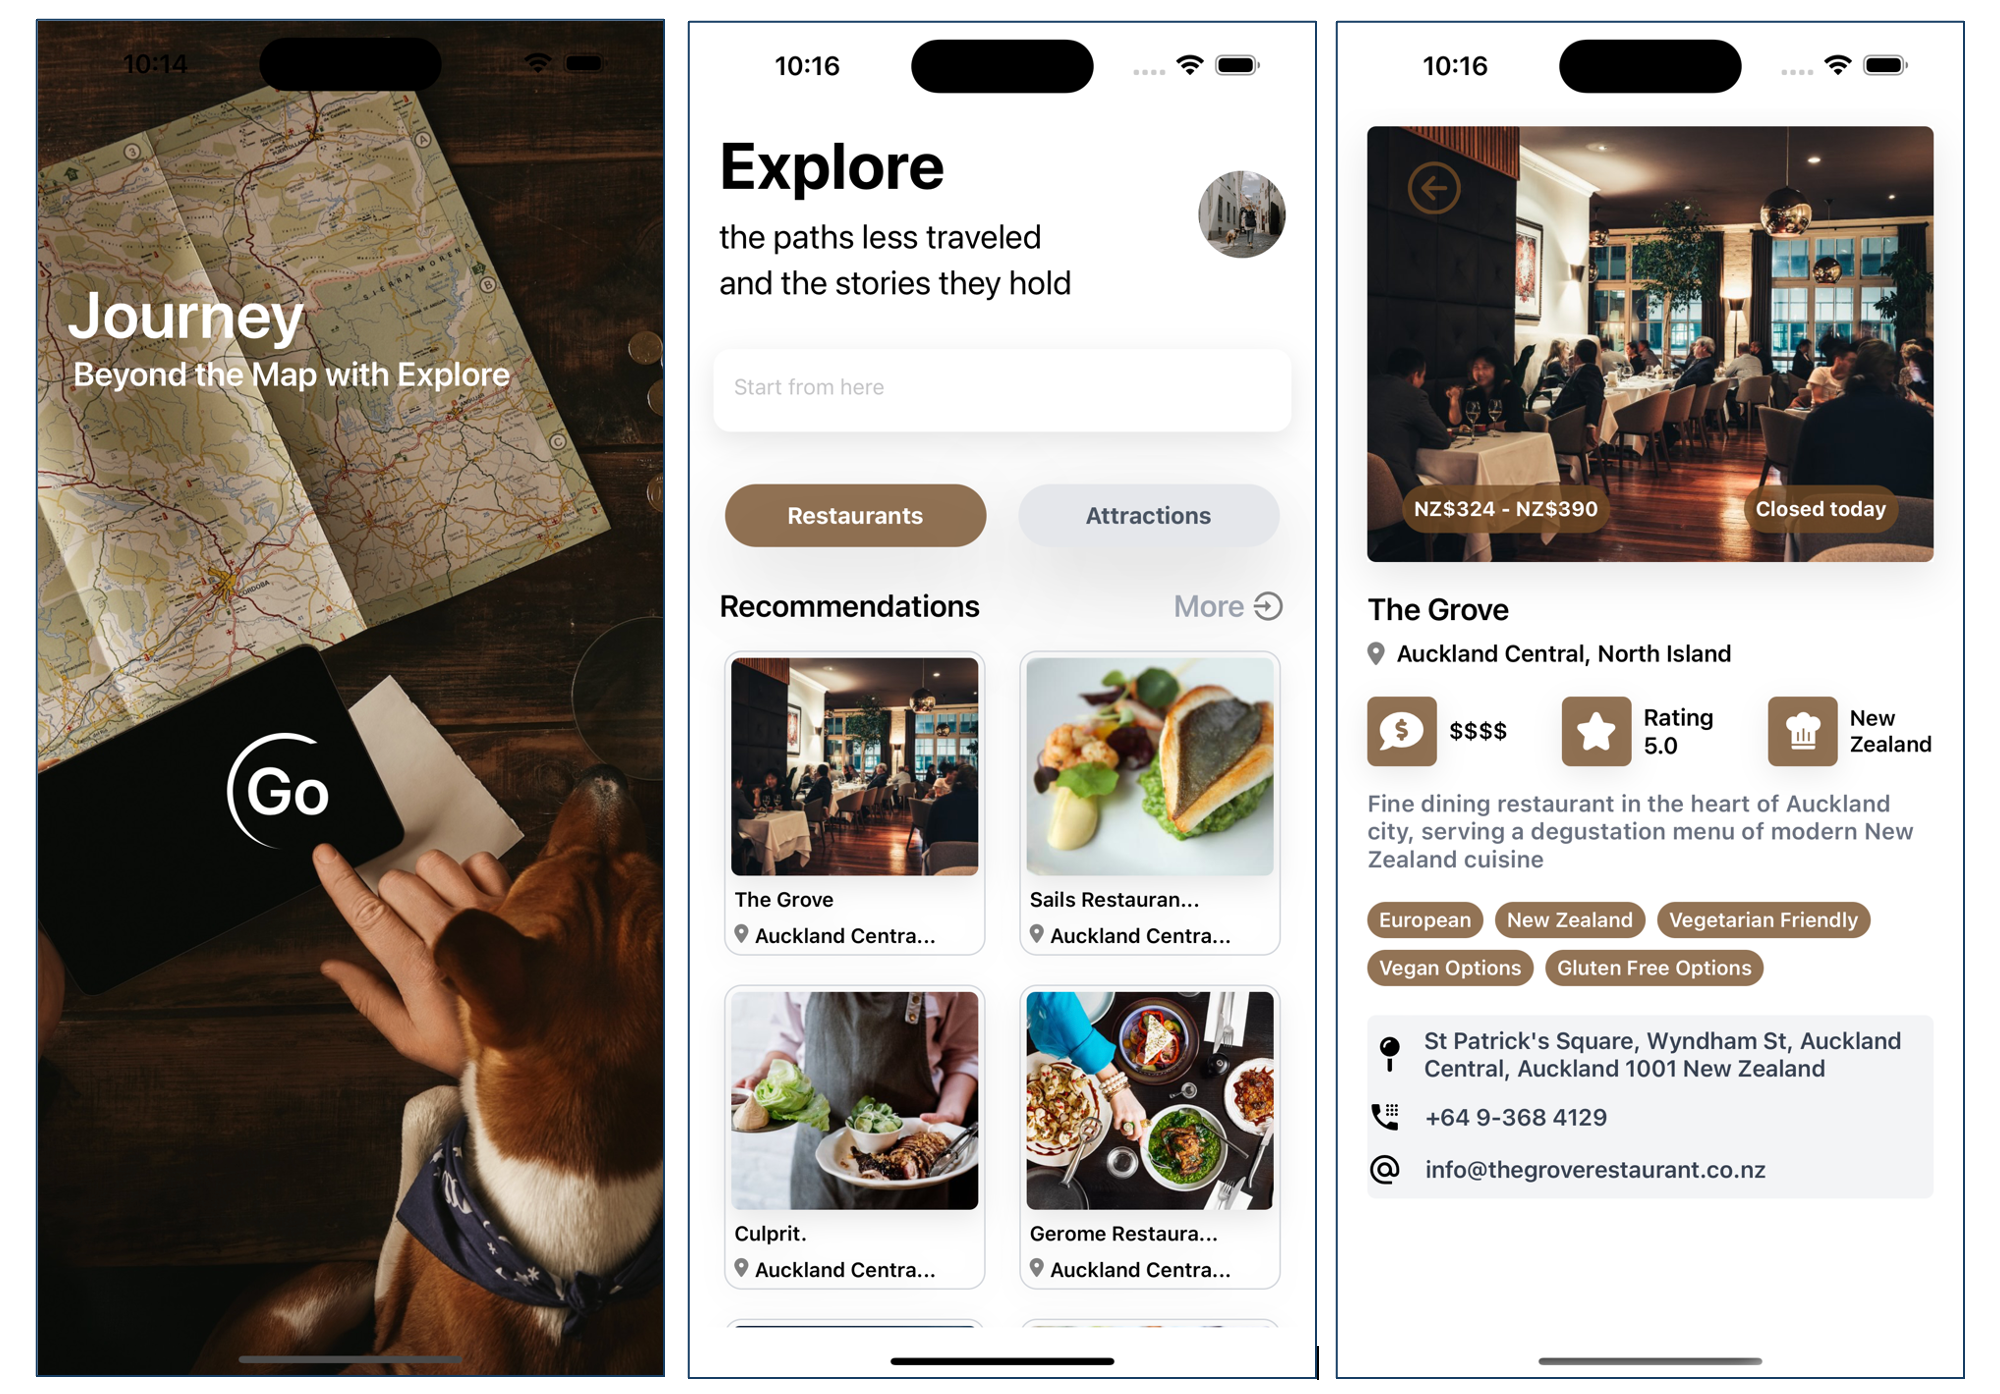 10:14
3
A
PUERTOLLANO
SIERRA MORENA
B
Journey
Beyond the Map with Explore
C
CORDOBA
Go
10:16
Explore
the paths less traveled
and the stories they hold
Start from here
Restaurants
Attractions
Recommendations
More
The Grove
Auckland Centra...
Sails Restauran...
Auckland Centra...
Culprit.
Auckland Centra...
Gerome Restaura...
Auckland Centra...
10:16
NZ$324 - NZ$390
Closed today
The Grove
Auckland Central, North Island
$$$$
Rating
5.0
New
Zealand
Fine dining restaurant in the heart of Auckland
city, serving a degustation menu of modern New
Zealand cuisine
European
New Zealand
Vegetarian Friendly
Vegan Options
Gluten Free Options
St Patrick's Square, Wyndham St, Auckland
Central, Auckland 1001 New Zealand
+64 9-368 4129
info@thegroverestaurant.co.nz